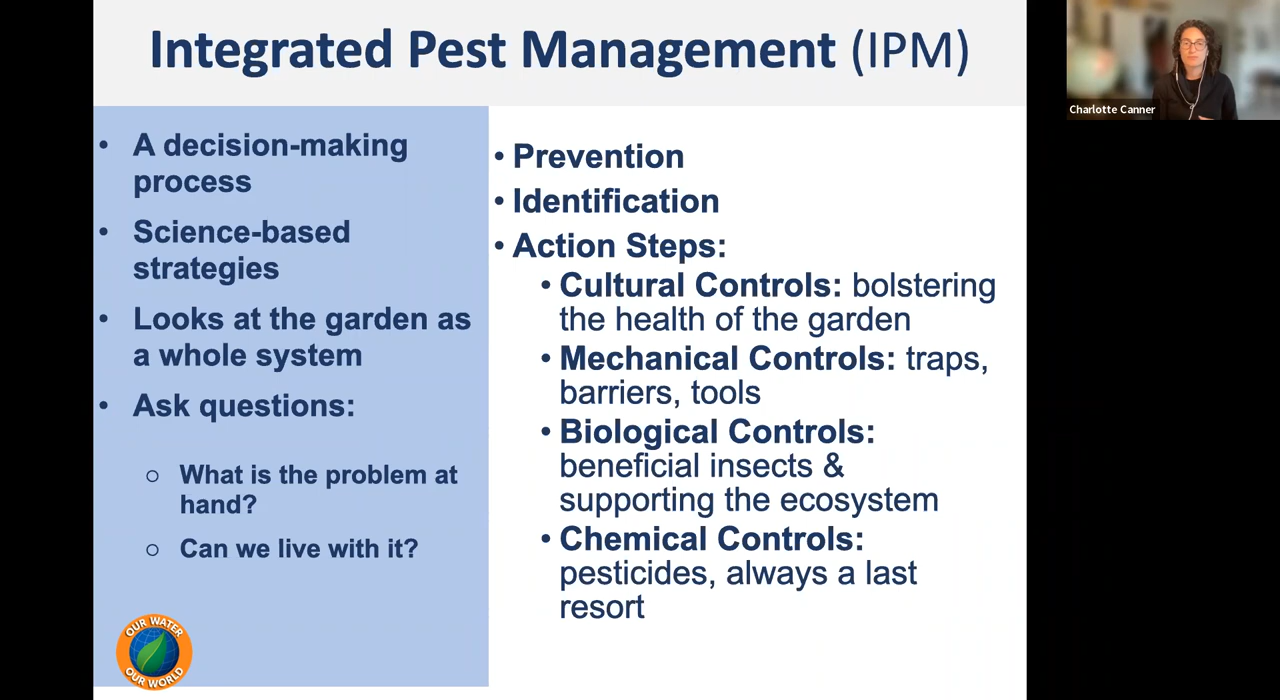 Integrated Pest Management (IPM)
• A decision-making
process
• Science-based
strategies
• Looks at the garden as
a whole system
• Ask questions:
○ What is the problem at
hand?
○ Can we live with it?
• Prevention
• Identification
• Action Steps:
• Cultural Controls: bolstering
the health of the garden
• Mechanical Controls: traps,
barriers, tools
• Biological Controls:
beneficial insects &
supporting the ecosystem
• Chemical Controls:
pesticides, always a last
resort
OUR WATER
OUR WORLD
Charlotte Canner